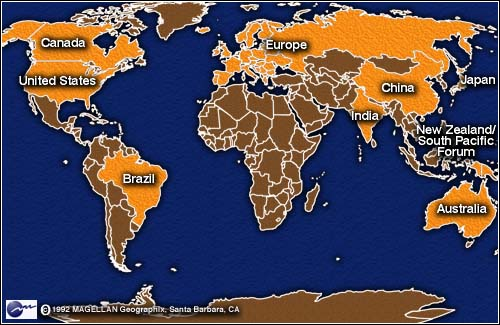 Canada
Europe
United States
China
Japan
India
New Zealand/
South Pacific
Forum
Brazil
Australia
© 1992 MAGELLAN Geographix, Santa Barbara, CA